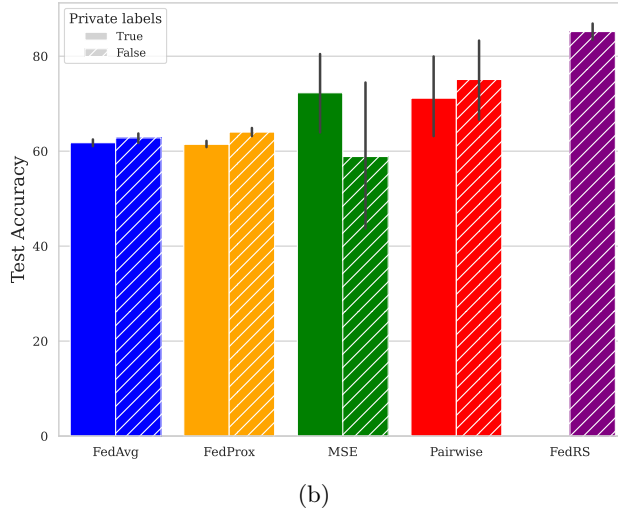 Private labels
True
False
Test Accuracy
80
60
40
20
0
FedAvg
FedProx
MSE
Pairwise
FedRS
(b)